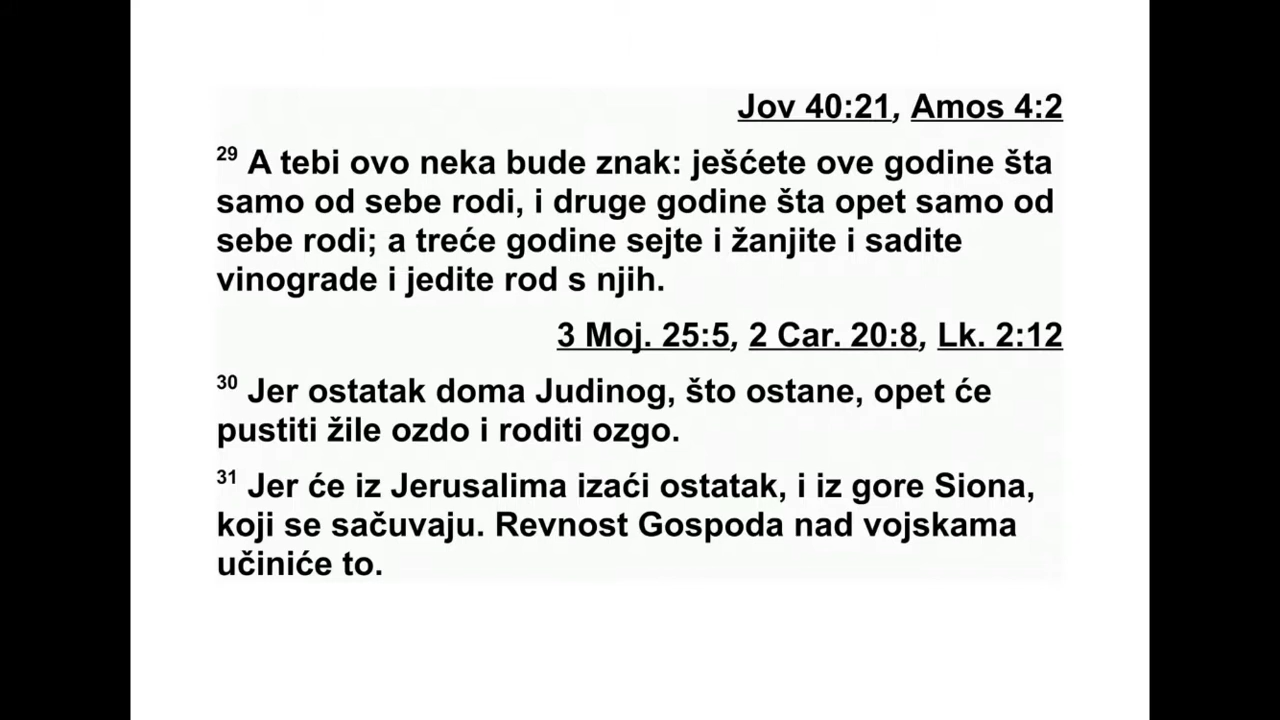 Jov 40:21, Amos 4:2
29 A tebi ovo neka bude znak: ješćete ove godine šta
samo od sebe rodi, i druge godine šta opet samo od
sebe rodi; a treće godine sejte i žanjite i sadite
vinograde i jedite rod s njih.
3 Moj. 25:5, 2 Car. 20:8, Lk. 2:12
30 Jer ostatak doma Judinog, što ostane, opet će
pustiti žile ozdo i roditi ozgo.
31 Jer će iz Jerusalima izaći ostatak, i iz gore Siona,
koji se sačuvaju. Revnost Gospoda nad vojskama
učiniće to.